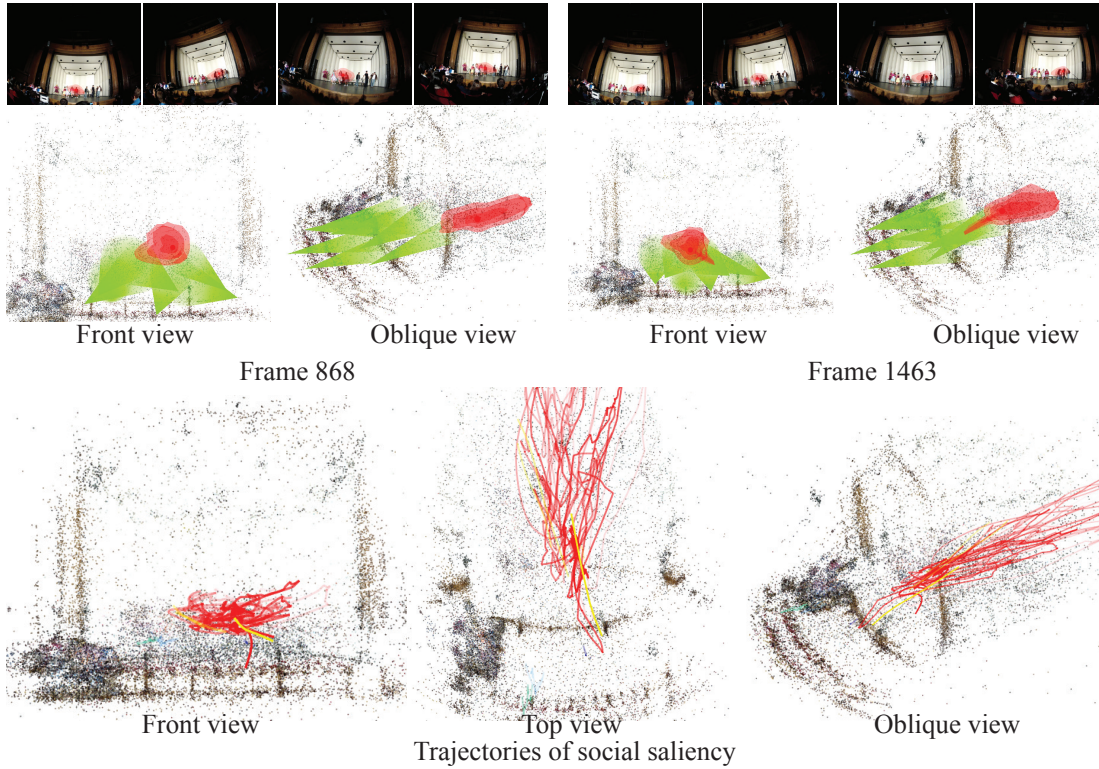 Front view
Oblique view
Front view
Oblique view
Frame 868
Frame 1463
Front view
Top view
Oblique view
Trajectories of social saliency